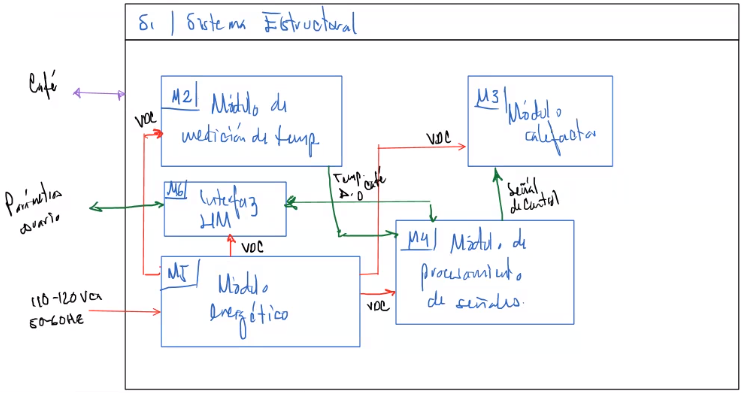 S1 | Sistema Estructural
Café
M2 | Módulo de
medición de temp
VDC
M3 | Módulo
calefactor
VDC
Temp.
Café
Parámetros
usuario
M6 | Interfaz
HM
Señal
de control
VDC
M4 | Módulo de
procesamiento
de señales.
M5 | Módulo
energético
110-120 Vca
50-60HZ
VDC